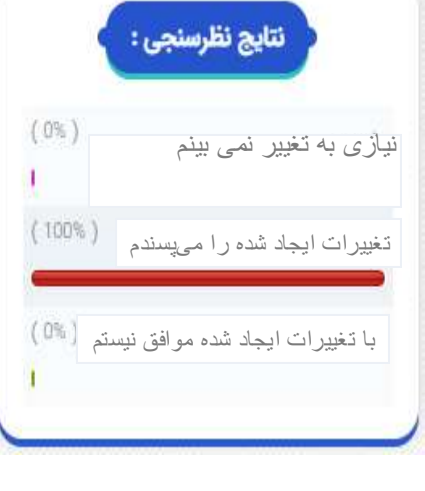 نتایج نظرسنجی :
( 0% )
نیازی به تغییر نمی بینم
( 100% )
تغییرات ایجاد شده را می‌پسندم
( 0% )
با تغییرات ایجاد شده موافق نیستم